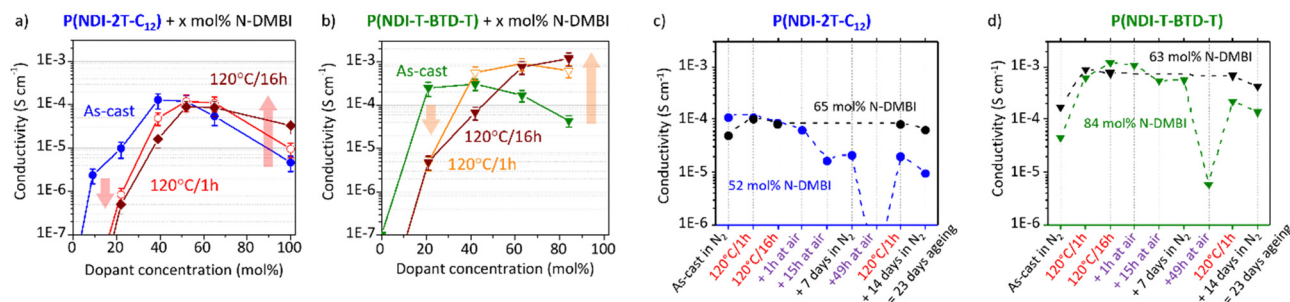 a) P(NDI-2T-C12) + x mol% N-DMBI
1E-3
1E-4
1E-5
1E-6
1E-7
Conductivity (S cm-1)
As-cast
120°C/16h
120°C/1h
0 20 40 60 80 100
Dopant concentration (mol%)
b) P(NDI-T-BTD-T) + x mol% N-DMBI
1E-3
1E-4
1E-5
1E-6
1E-7
Conductivity (S cm-1)
As-cast
120°C/16h
120°C/1h
0 20 40 60 80 100
Dopant concentration (mol%)
c) P(NDI-2T-C12)
1E-2
1E-3
1E-4
1E-5
1E-6
Conductivity (S cm-1)
65 mol% N-DMBI
52 mol% N-DMBI
As-cast in N2
120°C/1h
120°C/16h
+ 1h at air
+ 15h at air
+ 7 days in N2
+49h at air
120°C/1h
+ 14 days in N2
= 23 days ageing
d) P(NDI-T-BTD-T)
1E-2
1E-3
1E-4
1E-5
1E-6
Conductivity (S cm-1)
63 mol% N-DMBI
84 mol% N-DMBI
As-cast in N2
120°C/1h
120°C/16h
+ 1h at air
+ 15h at air
+ 7 days in N2
+49h at air
120°C/1h
+ 14 days in N2
= 23 days ageing